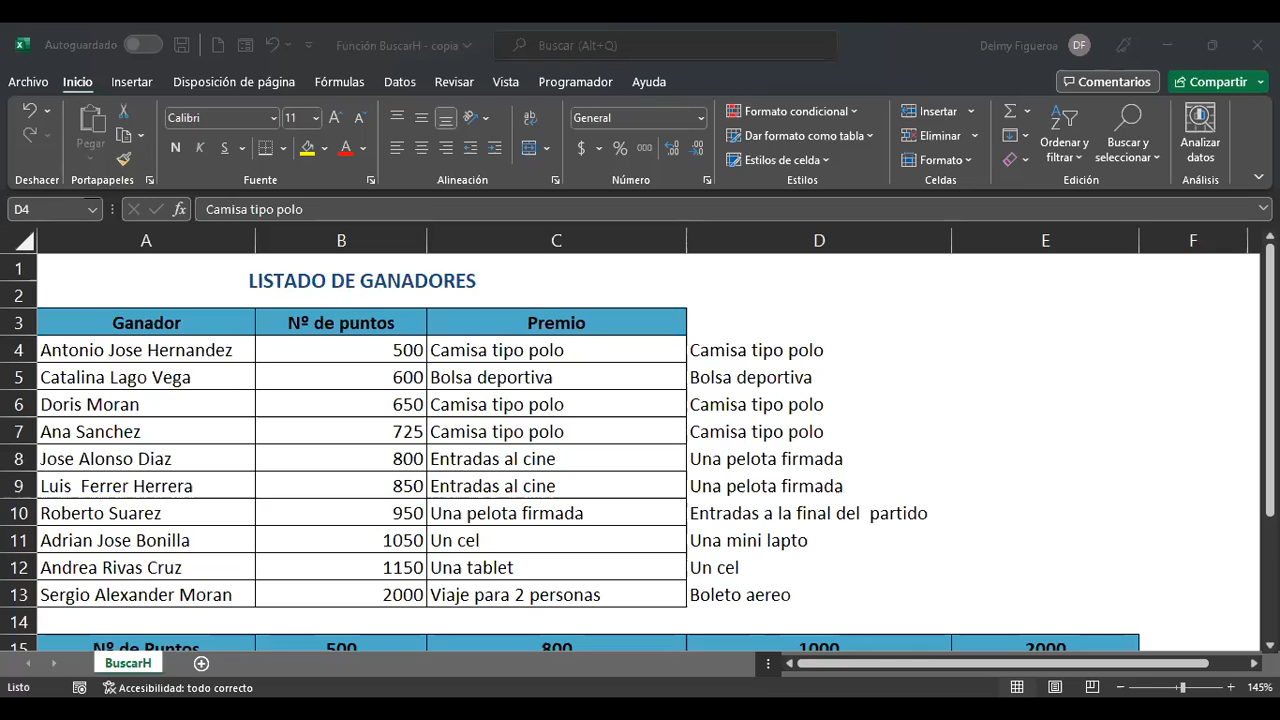 Autoguardado
Función BuscarH - copia
Buscar (Alt+Q)
Delmy Figueroa
DF
Archivo Inicio Insertar Disposición de página Fórmulas Datos Revisar Vista Programador Ayuda
Comentarios
Compartir
Pegar
Calibri
11
N K S
General
$ % 000
Formato condicional
Dar formato como tabla
Estilos de celda
Insertar
Eliminar
Formato
Ordenar y filtrar
Buscar y seleccionar
Analizar datos
Deshacer Portapapeles Fuente Alineación Número Estilos Celdas Edición Análisis
D4
fx
Camisa tipo polo
A B C D E F
1
LISTADO DE GANADORES
2
3 Ganador Nº de puntos Premio
4 Antonio Jose Hernandez 500 Camisa tipo polo Camisa tipo polo
5 Catalina Lago Vega 600 Bolsa deportiva Bolsa deportiva
6 Doris Moran 650 Camisa tipo polo Camisa tipo polo
7 Ana Sanchez 725 Camisa tipo polo Camisa tipo polo
8 Jose Alonso Diaz 800 Entradas al cine Una pelota firmada
9 Luis Ferrer Herrera 850 Entradas al cine Una pelota firmada
10 Roberto Suarez 950 Una pelota firmada Entradas a la final del partido
11 Adrian Jose Bonilla 1050 Un cel Una mini lapto
12 Andrea Rivas Cruz 1150 Una tablet Un cel
13 Sergio Alexander Moran 2000 Viaje para 2 personas Boleto aereo
14
15 Nº de Puntos 500 800 1000 2000
BuscarH
Listo
Accesibilidad: todo correcto
145%